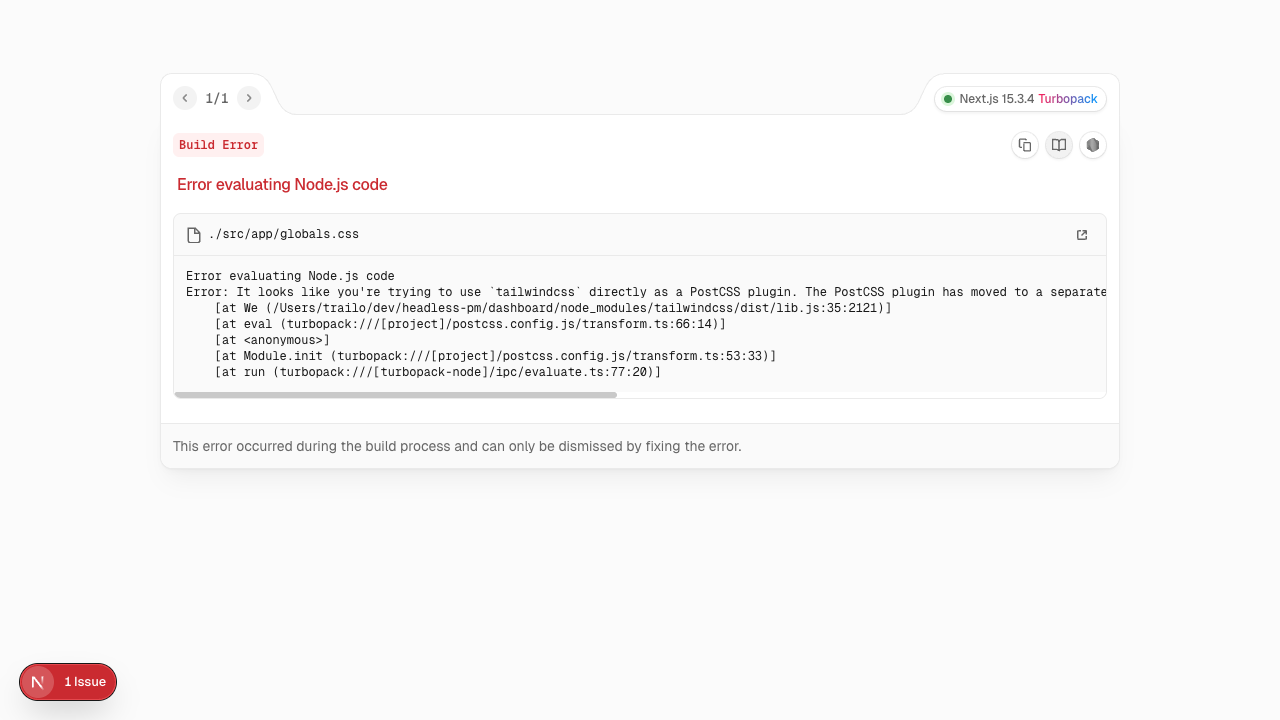 1/1
Next.js 15.3.4 Turbopack
Build Error
Error evaluating Node.js code
./src/app/globals.css
Error evaluating Node.js code
Error: It looks like you're trying to use `tailwindcss` directly as a PostCSS plugin. The PostCSS plugin has moved to a separate
[at We (/Users/trailo/dev/headless-pm/dashboard/node_modules/tailwindcss/dist/lib.js:35:2121)]
[at eval (turbopack:///[project]/postcss.config.js/transform.ts:66:14)]
[at <anonymous>]
[at Module.init (turbopack:///[project]/postcss.config.js/transform.ts:53:33)]
[at run (turbopack:///[turbopack-node]/ipc/evaluate.ts:77:20)]
This error occurred during the build process and can only be dismissed by fixing the error.
1 Issue